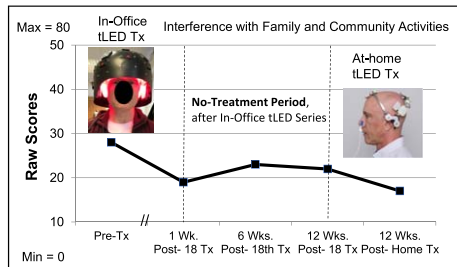 Max = 80
In-Office
tLED Tx
Interference with Family and Community Activities
50
40
30
20
10
Raw Scores
At-home
tLED Tx
No-Treatment Period,
after In-Office tLED Series
//
Min = 0
Pre-Tx
1 Wk.
Post- 18 Tx
6 Wks.
Post- 18th Tx
12 Wks.
Post- 18 Tx
12 Wks.
Post- Home Tx